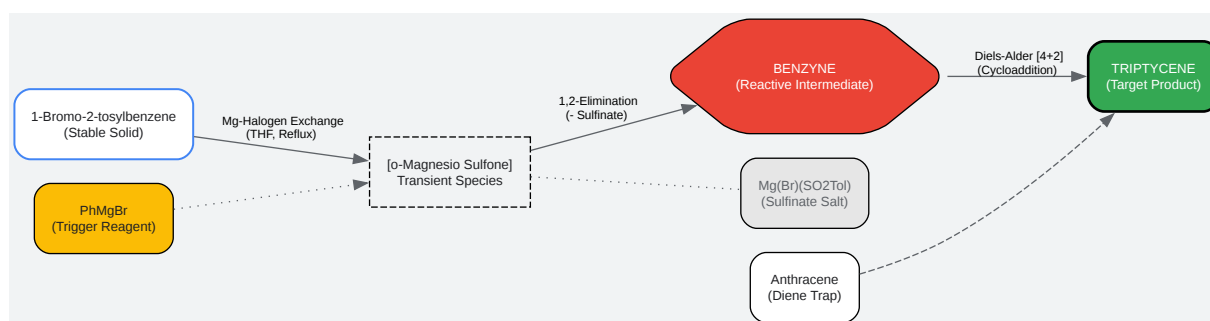 1-Bromo-2-tosylbenzene
(Stable Solid)
PhMgBr
(Trigger Reagent)
Mg-Halogen Exchange
(THF, Reflux)
[o-Magnesio Sulfone]
Transient Species
1,2-Elimination
(- Sulfinate)
BENZYNE
(Reactive Intermediate)
Mg(Br)(SO2Tol)
(Sulfinate Salt)
Anthracene
(Diene Trap)
Diels-Alder [4+2]
(Cycloaddition)
TRIPTYCENE
(Target Product)